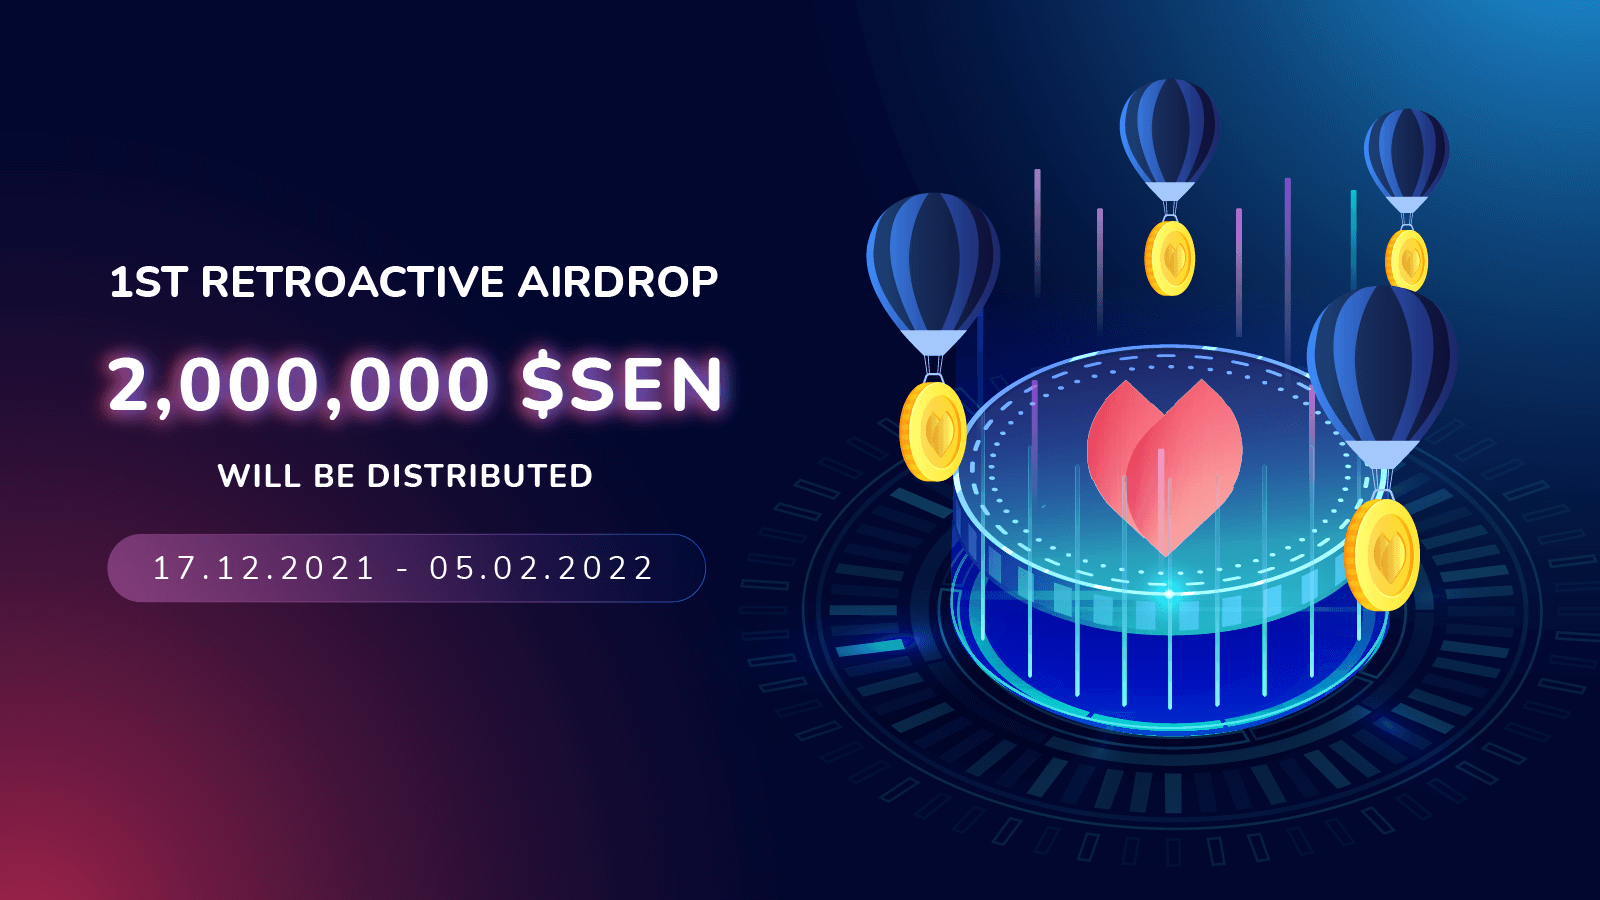 1ST RETROACTIVE AIRDROP
2,000,000 $SEN
WILL BE DISTRIBUTED
17.12.2021 - 05.02.2022